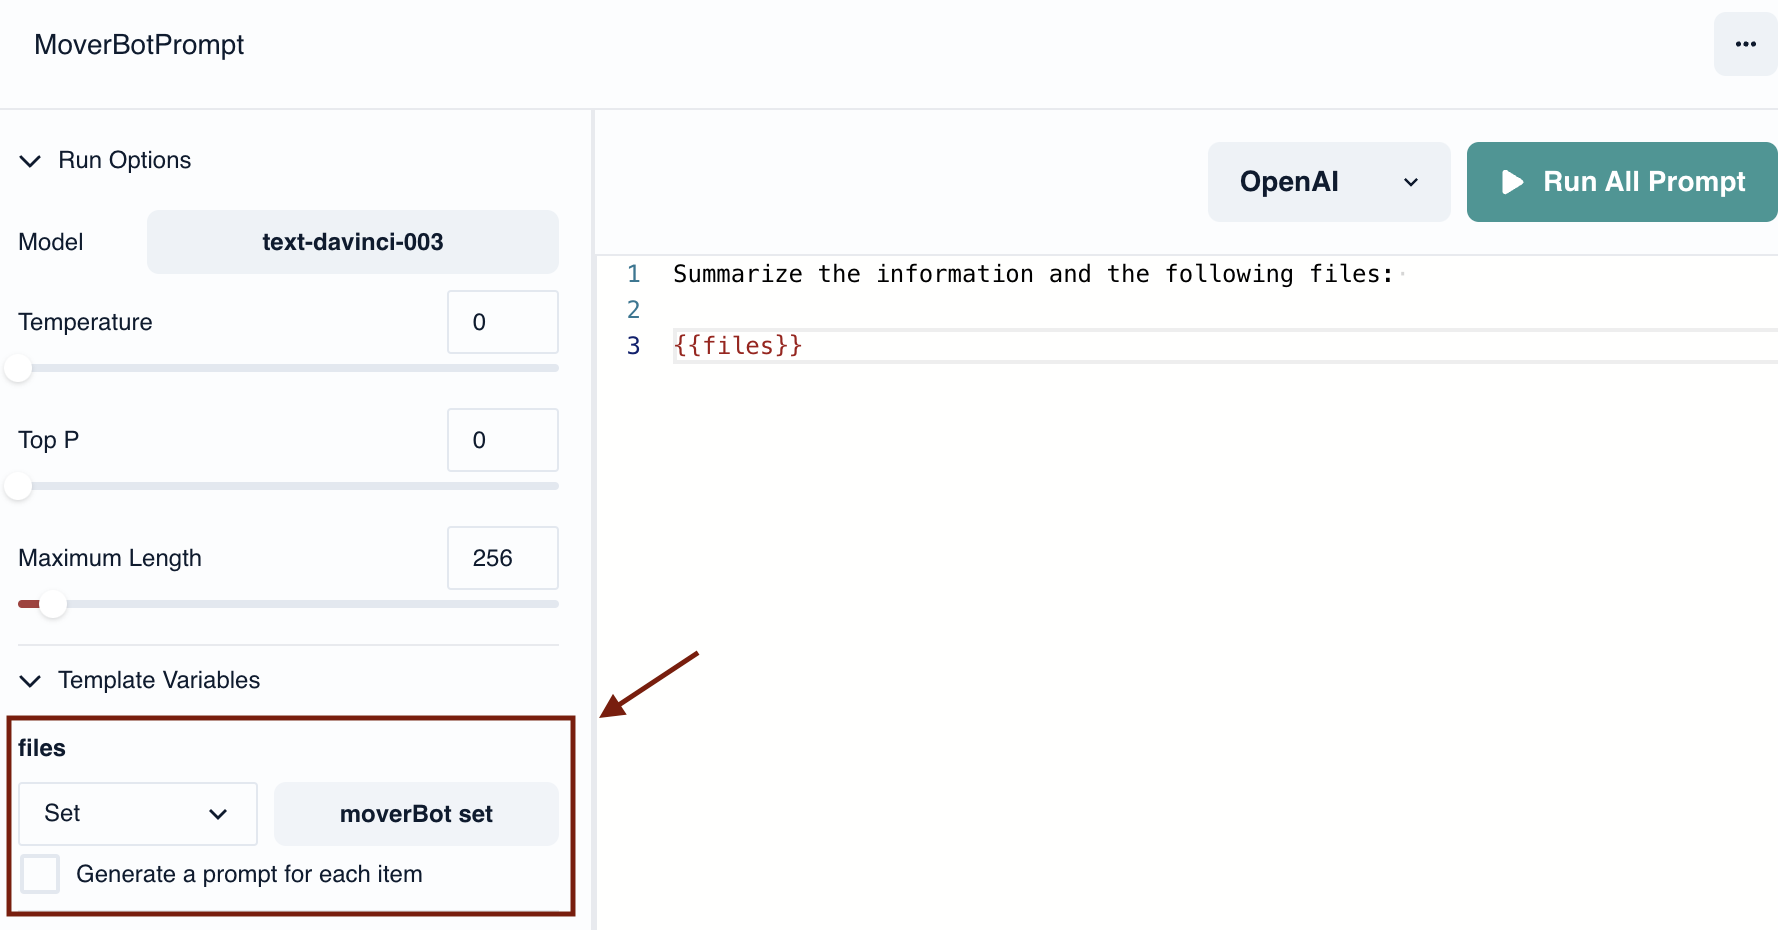 MoverBotPrompt
Run Options
Model
text-davinci-003
Temperature
0
Top P
0
Maximum Length
256
Template Variables
files
Set
moverBot set
Generate a prompt for each item
OpenAI
Run All Prompt
1 Summarize the information and the following files:
2
3 {{files}}